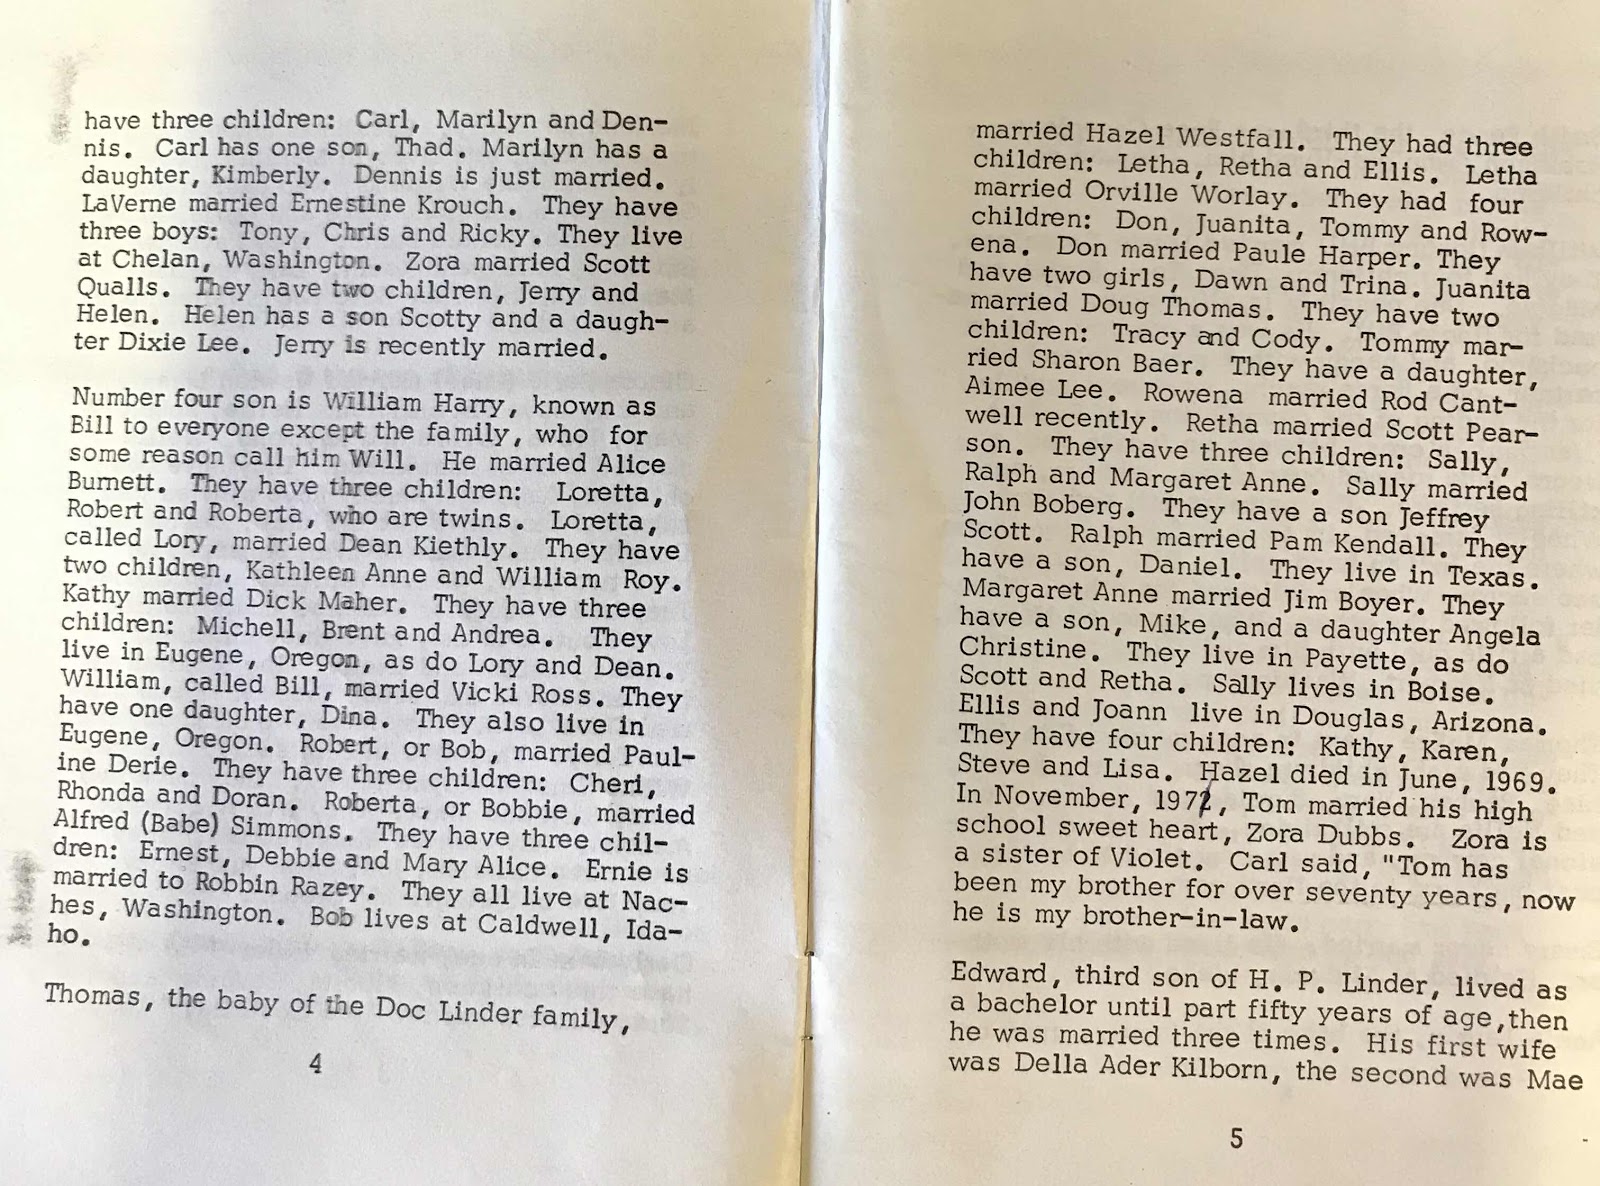 have three children: Carl, Marilyn and Den-
nis. Carl has one son, Thad. Marilyn has a
daughter, Kimberly. Dennis is just married.
LaVerne married Ernestine Krouch. They have
three boys: Tony, Chris and Ricky. They live
at Chelan, Washington. Zora married Scott
Qualls. They have two children, Jerry and
Helen. Helen has a son Scotty and a daugh-
ter Dixie Lee. Jerry is recently married.
Number four son is William Harry, known as
Bill to everyone except the family, who for
some reason call him Will. He married Alice
Burnett. They have three children: Loretta,
Robert and Roberta, who are twins. Loretta,
called Lory, married Dean Kiethly. They have
two children, Kathleen Anne and William Roy.
Kathy married Dick Maher. They have three
children: Michell, Brent and Andrea. They
live in Eugene, Oregon, as do Lory and Dean.
William, called Bill, married Vicki Ross. They
have one daughter, Dina. They also live in
Eugene, Oregon. Robert, or Bob, married Paul-
ine Derie. They have three children: Cheri,
Rhonda and Doran. Roberta, or Bobbie, married
Alfred (Babe) Simmons. They have three chil-
dren: Ernest, Debbie and Mary Alice. Ernie is
married to Robbin Razey. They all live at Nac-
hes, Washington. Bob lives at Caldwell, Ida-
ho.
Thomas, the baby of the Doc Linder family,
4
married Hazel Westfall. They had three
children: Letha, Retha and Ellis. Letha
married Orville Worlay. They had four
children: Don, Juanita, Tommy and Row-
ena. Don married Paule Harper. They
have two girls, Dawn and Trina. Juanita
married Doug Thomas. They have two
children: Tracy and Cody. Tommy mar-
ried Sharon Baer. They have a daughter,
Aimee Lee. Rowena married Rod Cant-
well recently. Retha married Scott Pear-
son. They have three children: Sally,
Ralph and Margaret Anne. Sally married
John Boberg. They have a son Jeffrey
Scott. Ralph married Pam Kendall. They
have a son, Daniel. They live in Texas.
Margaret Anne married Jim Boyer. They
have a son, Mike, and a daughter Angela
Christine. They live in Payette, as do
Scott and Retha. Sally lives in Boise.
Ellis and Joann live in Douglas, Arizona.
They have four children: Kathy, Karen,
Steve and Lisa. Hazel died in June, 1969.
In November, Tom married his high
school sweet heart, Zora Dubbs. Zora is
a sister of Violet. Carl said, "Tom has
been my brother for over seventy years, now
he is my brother-in-law.
Edward, third son of H. P. Linder, lived as
a bachelor until part fifty years of age, then
he was married three times. His first wife
was Della Ader Kilborn, the second was Mae
5